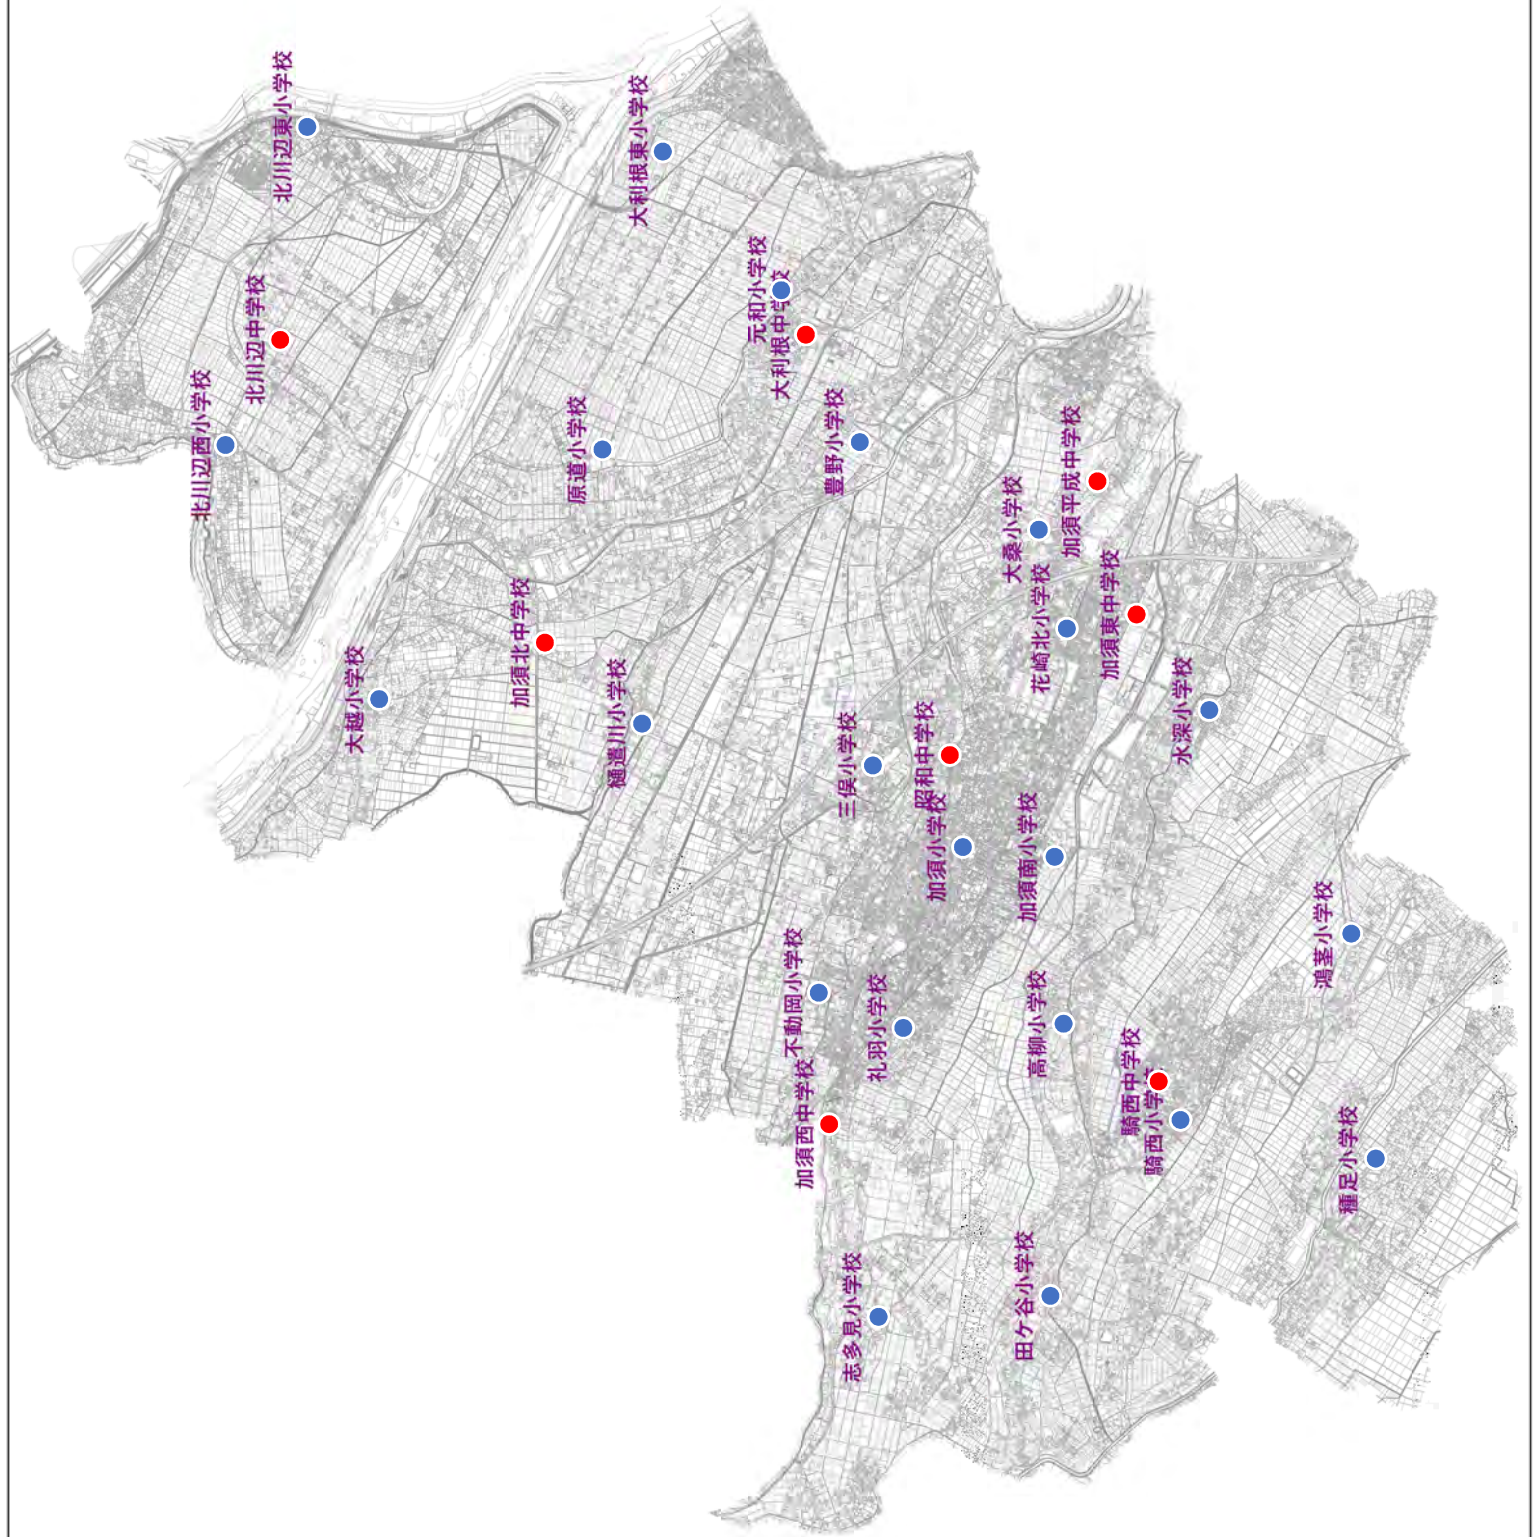 北川辺東小学校
大利根東小学校
北川辺中学校
元和小学校
大利根中学校
北川辺西小学校
原道小学校
豊野小学校
加須平成中学校
大桑小学校
加須北中学校
花崎北小学校
加須東中学校
大越小学校
樋遣川小学校
水深小学校
三俣小学校
昭和中学校
加須小学校
加須南小学校
鴻茎小学校
不動岡小学校
礼羽小学校
高柳小学校
加須西中学校
騎西中学校
騎西小学校
種足小学校
志多見小学校
田ケ谷小学校